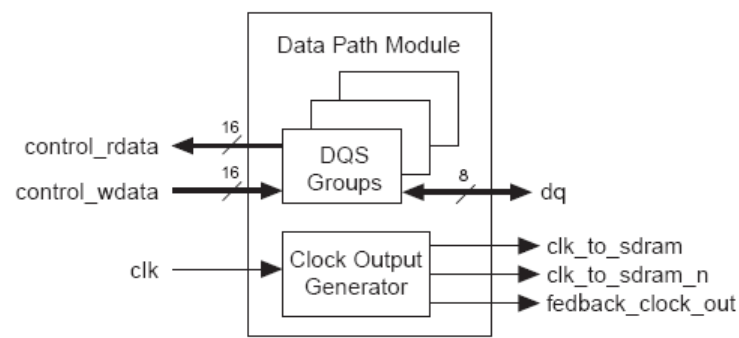 Data Path Module
16
control_rdata
DQS
Groups
16
control_wdata
8
dq
clk_to_sdram
clk
Clock Output
Generator
clk_to_sdram_n
fedback_clock_out